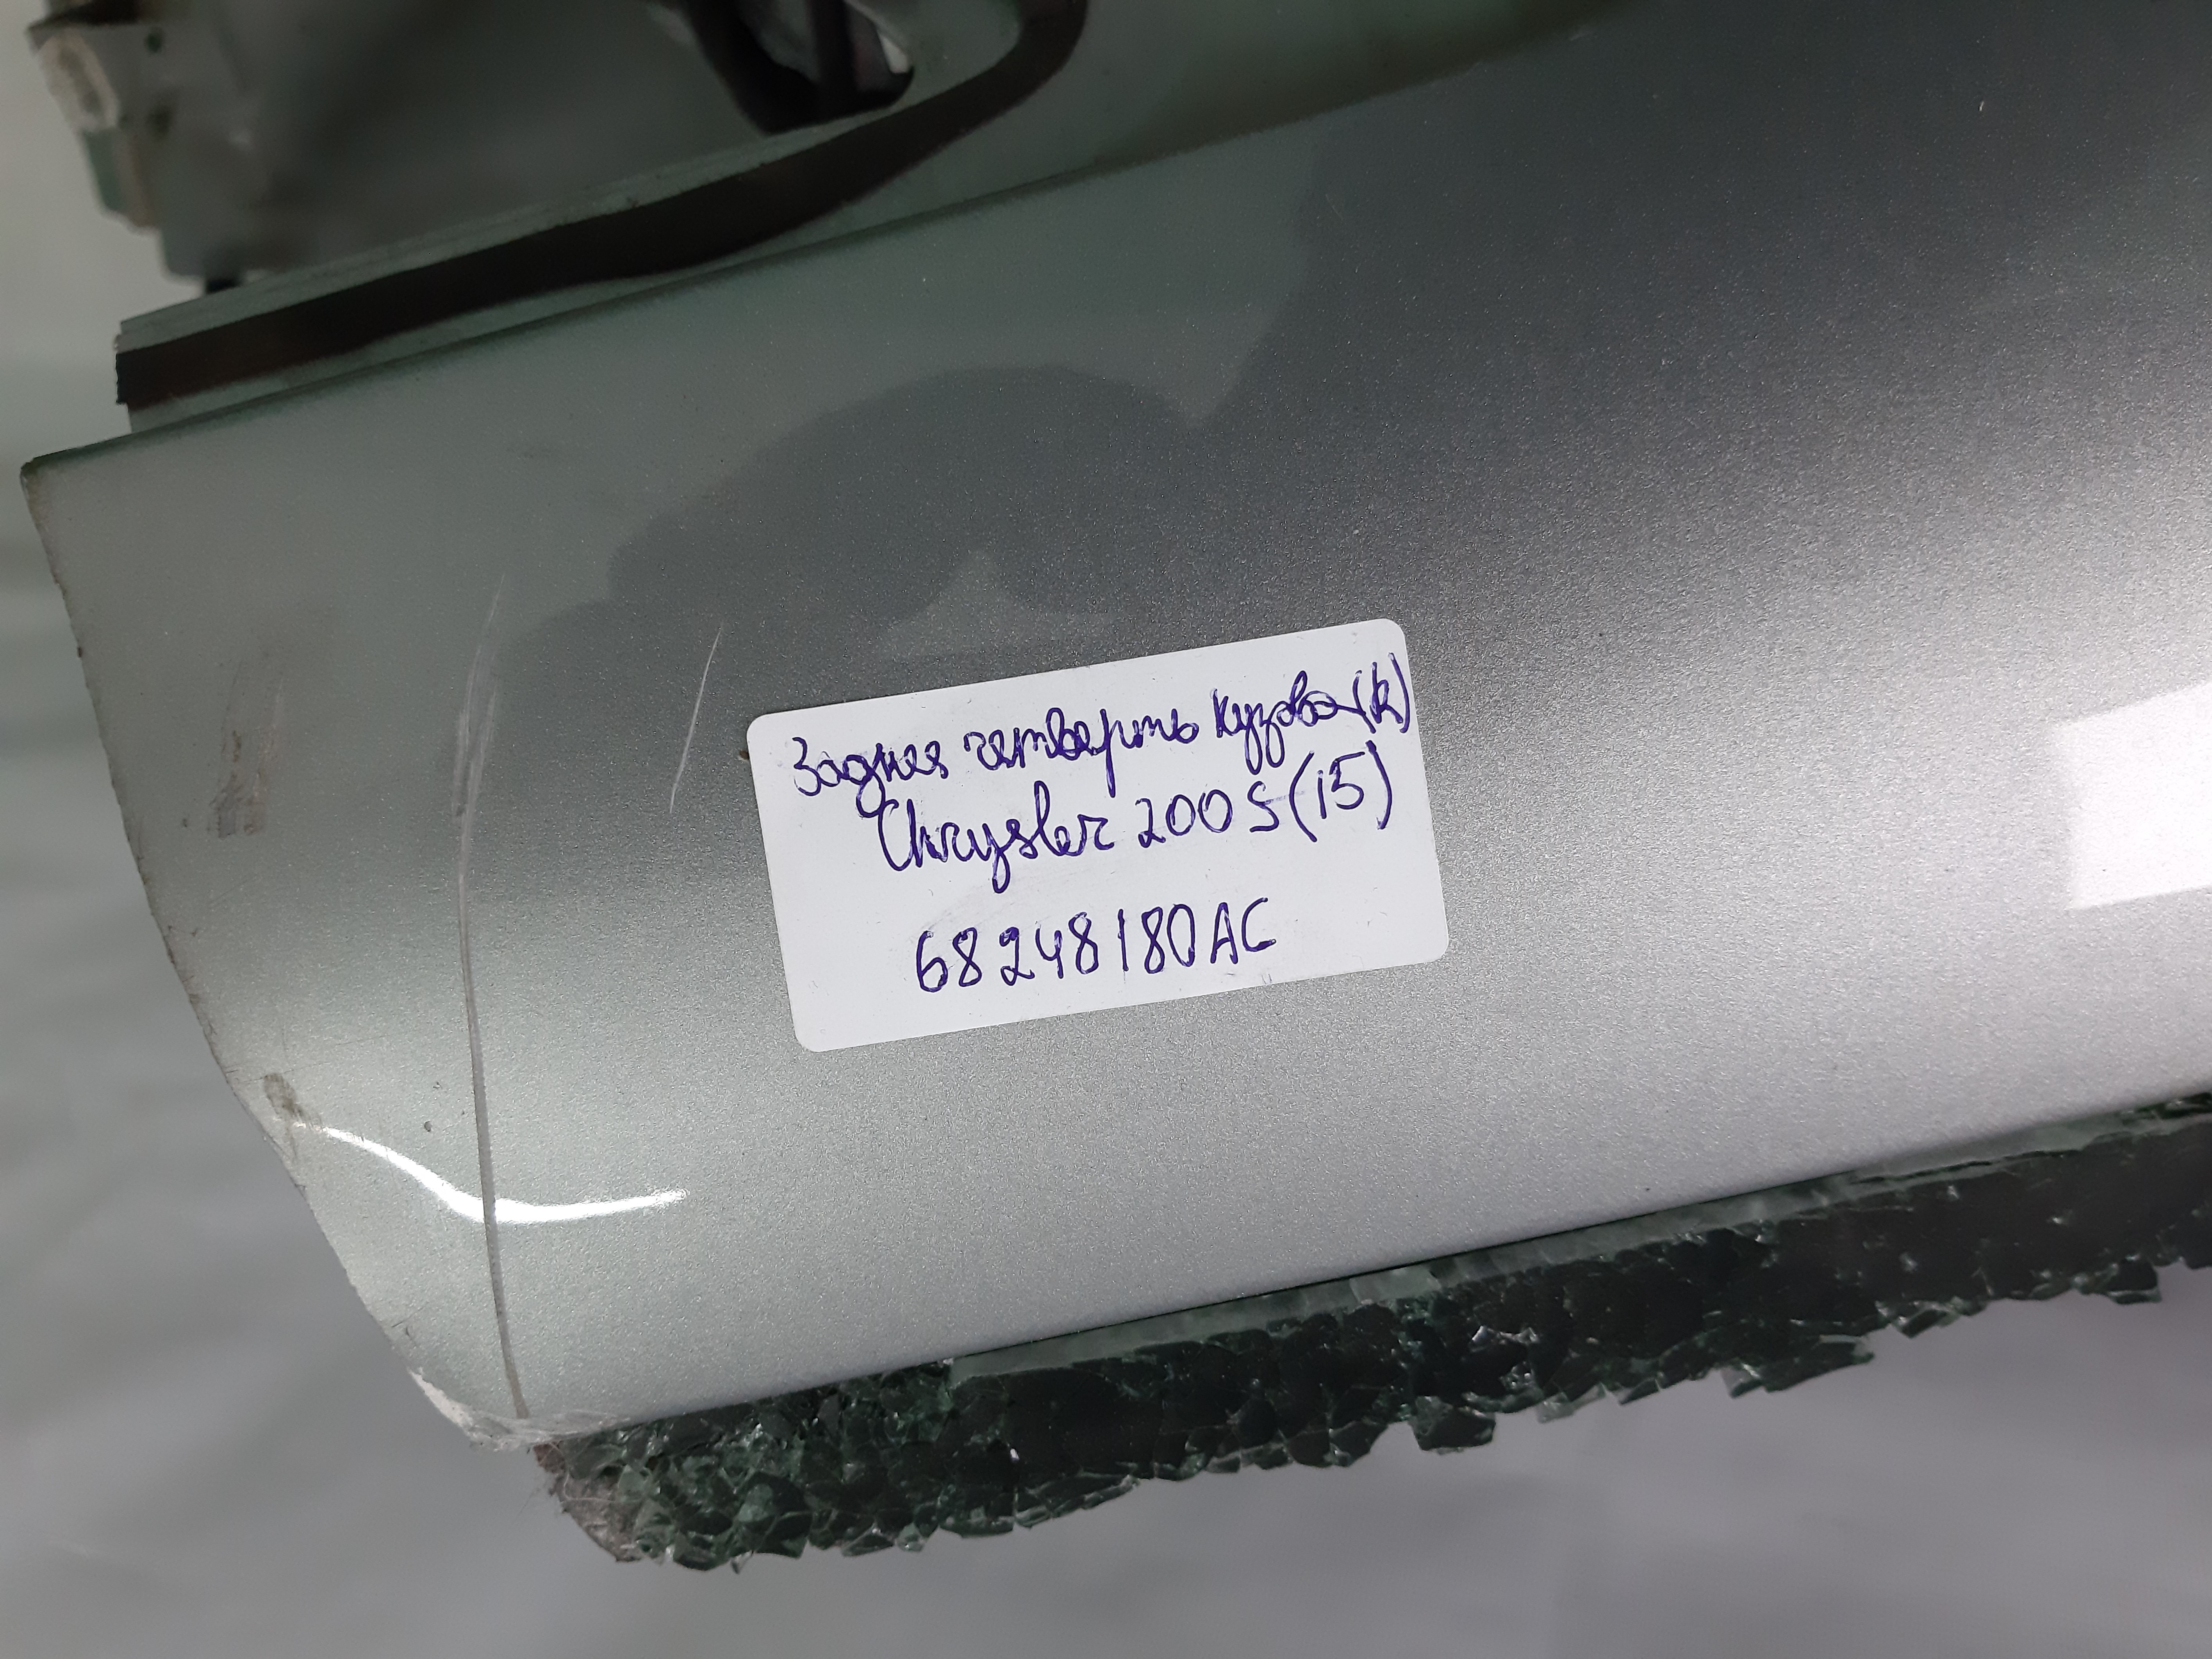 Задняя четверть кузова (R)
Chrysler 200 S (15)
68248180AC